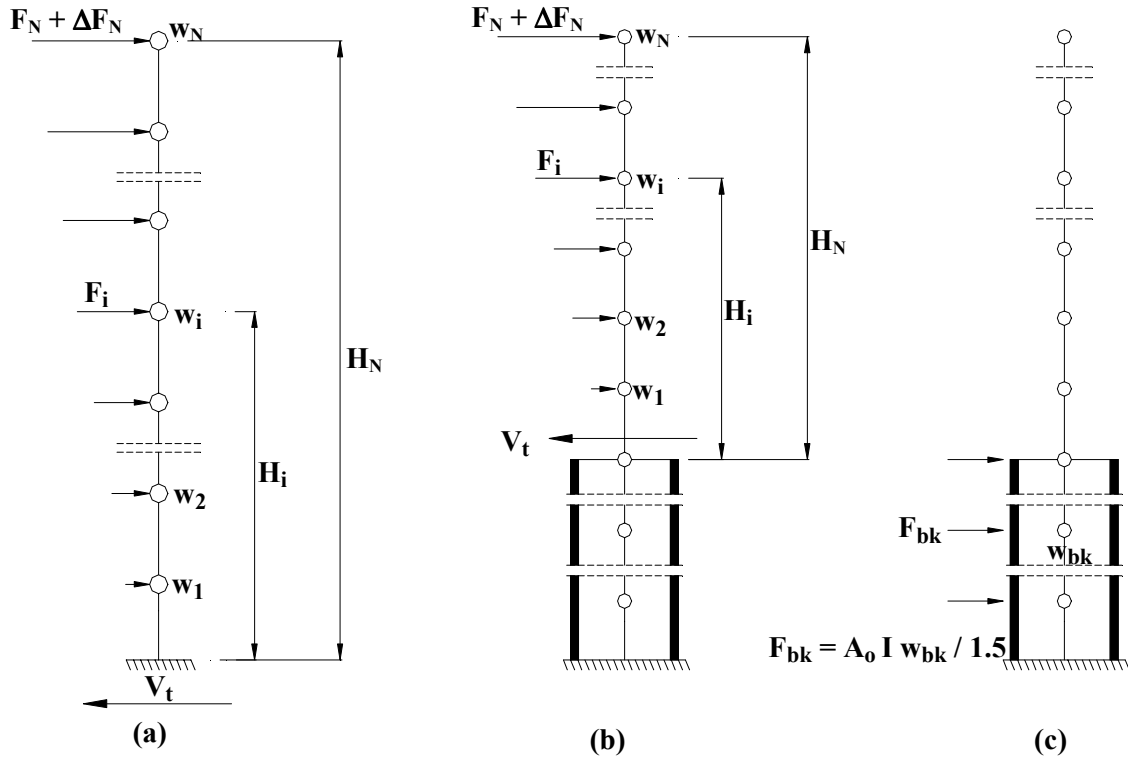 F_N + ΔF_N
w_N
F_i
w_i
H_N
H_i
w_2
w_1
V_t
(a)
F_N + ΔF_N
w_N
F_i
w_i
H_N
H_i
w_2
w_1
V_t
(b)
F_bk
w_bk
F_bk = A_o I w_bk / 1.5
(c)